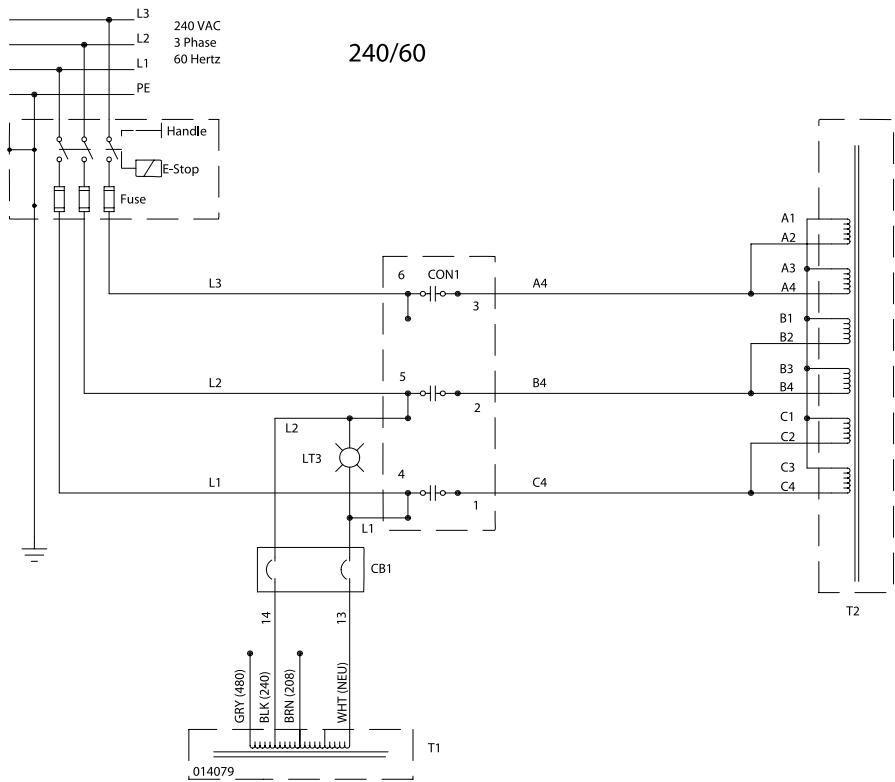 L3
240 VAC
L2
3 Phase
240/60
L1
60 Hertz
PE
Handle
E-Stop
Fuse
A1
A2
A3
6
CON1
L3
A4
A4
3
B1
B2
B3
5
L2
B4
B4
2
C1
L2
C2
LT3
C3
4
L1
C4
C4
1
L1
CB1
T2
14
13
GRY (480)
BLK (240)
BRN (208)
WHT (NEU)
T1
014079